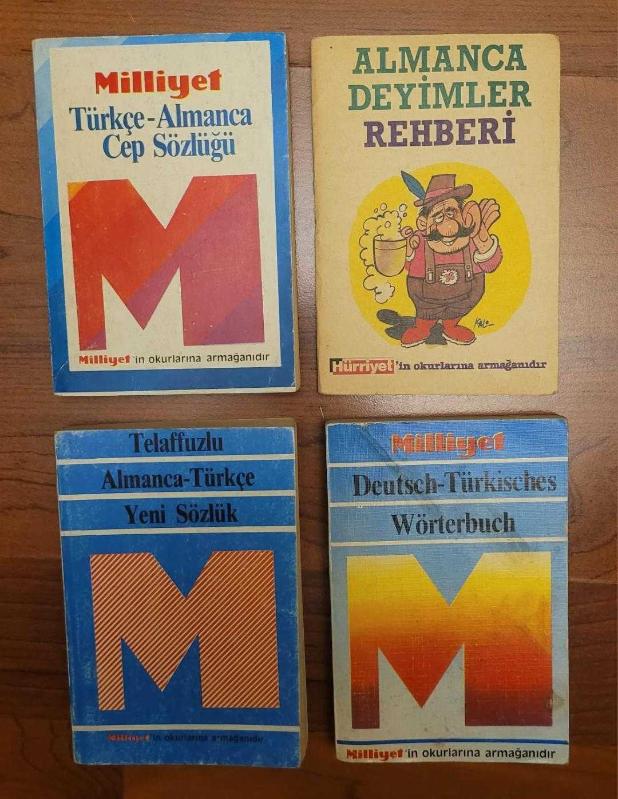 Milliyet
Türkçe-Almanca
Cep Sözlüğü
Milliyet'in okurlarına armağanıdır
ALMANCA
DEYİMLER
REHBERİ
Kalo
Hürriyet'in okurlarına armağanıdır
Telaffuzlu
Almanca-Türkçe
Yeni Sözlük
Milliyet'in okurlarına armağanıdır
Milliyet
Deutsch-Türkisches
Wörterbuch
Milliyet'in okurlarına armağanıdır